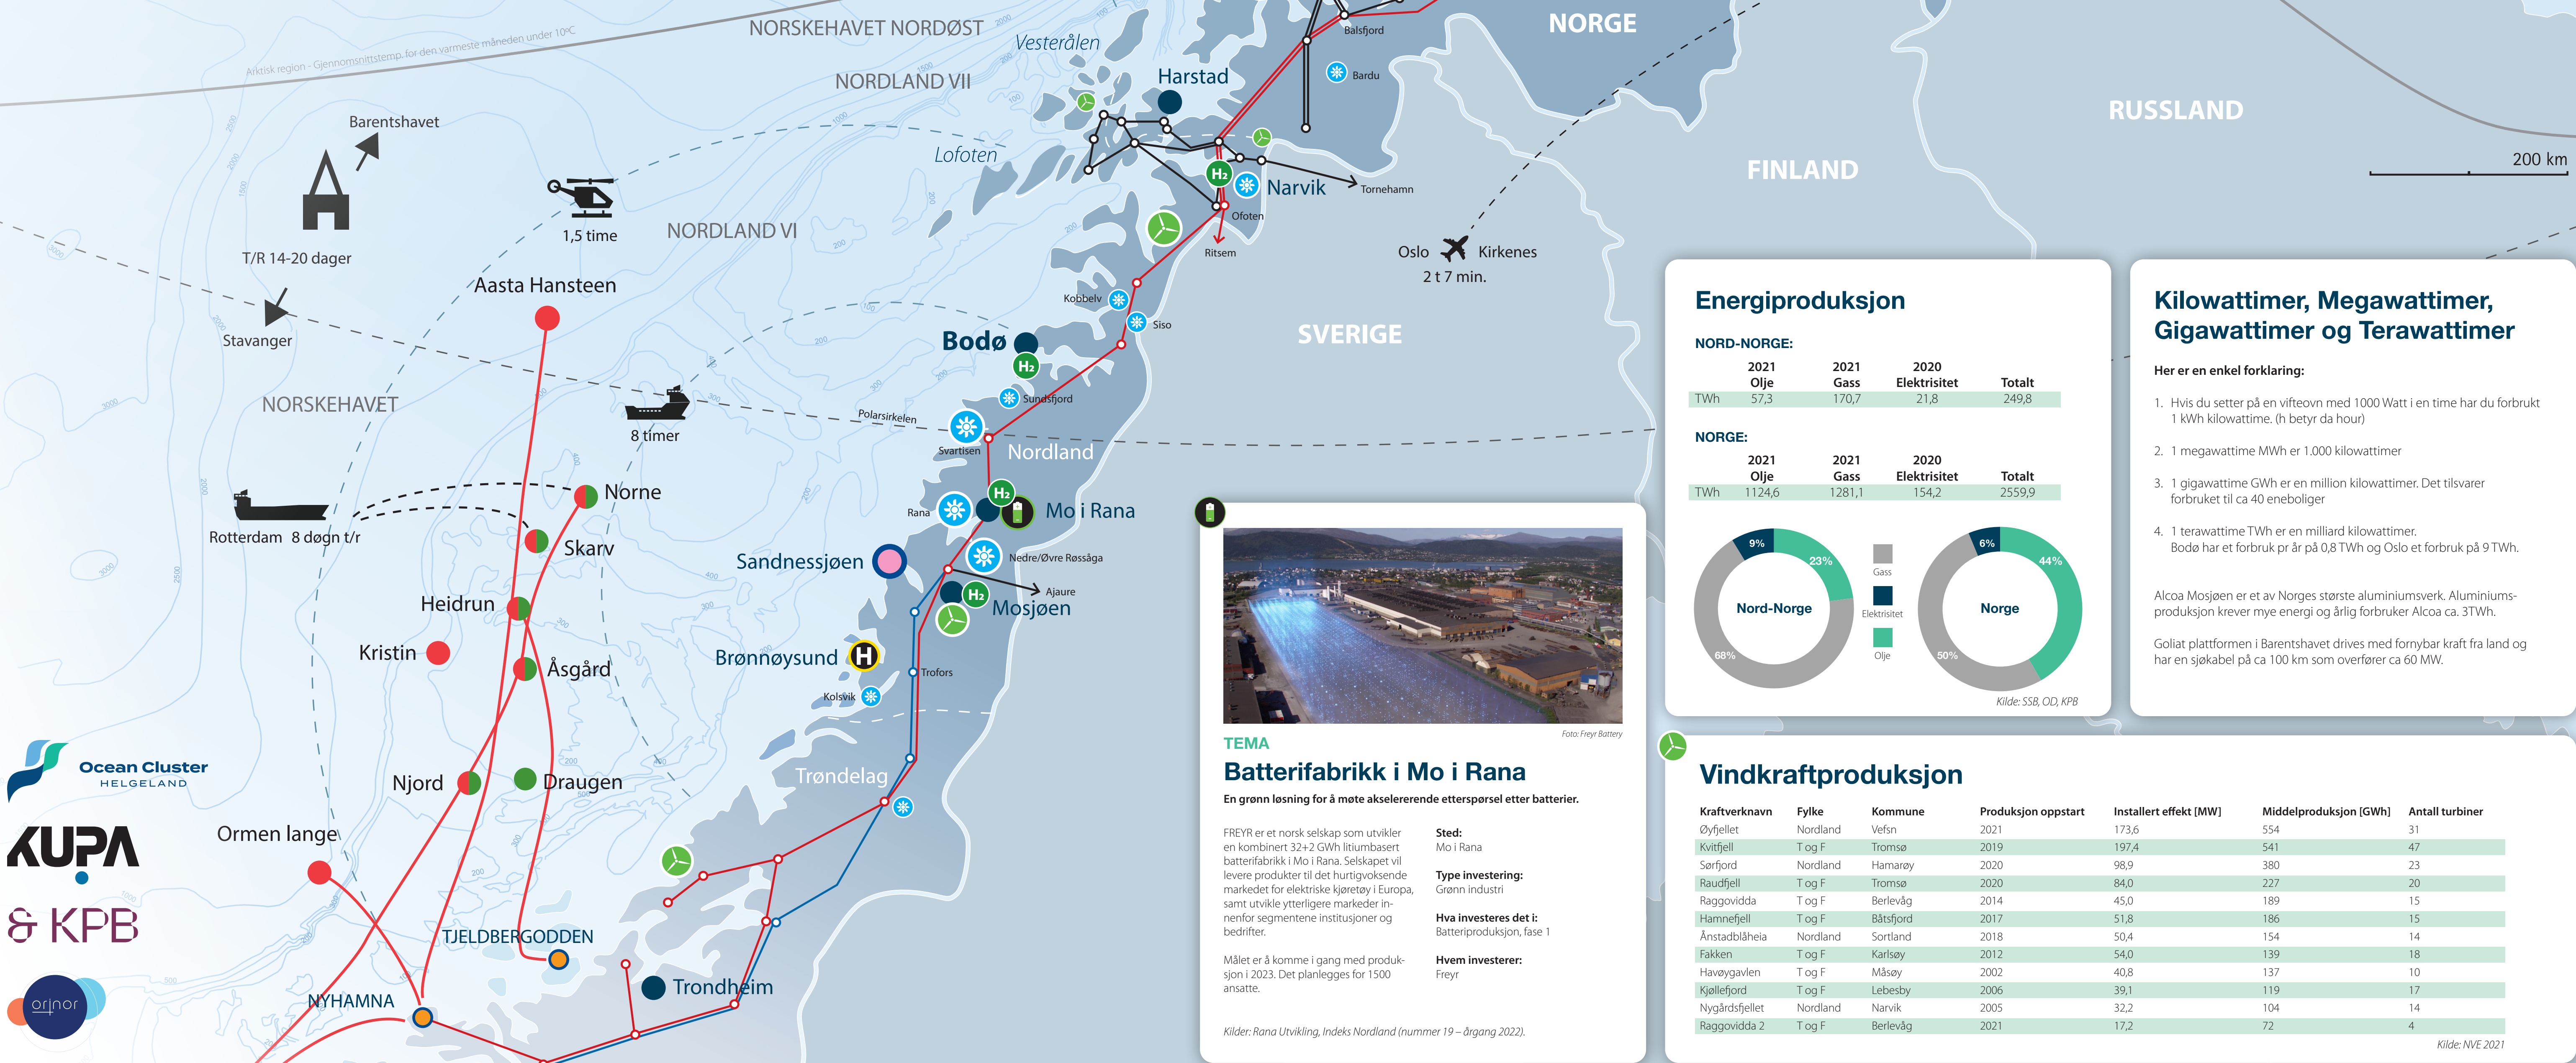 NORSKEHAVET NORDØST
Arktisk region - Gjennomsnittstemp. for den varmeste måneden under 10ºC
NORDLAND VII
Vesterålen
Harstad
Balsfjord
Bardu
NORGE
RUSSLAND
FINLAND
200 km
Barentshavet
T/R 14-20 dager
Stavanger
1,5 time
Lofoten
NORDLAND VI
H₂
Narvik
Tornehamn
Ofoten
Ritsem
Oslo Kirkenes
2 t 7 min.
SVERIGE
Aasta Hansteen
Kobbelv
Siso
Bodø
H₂
NORSKEHAVET
8 timer
Sundsfjord
Polarsirkelen
Svartisen
Nordland
Norne
H₂
Rana
Mo i Rana
Rotterdam 8 døgn t/r
Skarv
Sandnessjøen
Nedre/Øvre Røssåga
Ajaure
H₂
Mosjøen
Heidrun
Kristin
Åsgård
Brønnøysund
H
Trofors
Kolsvik
Trøndelag
Njord
Draugen
Ormen lange
TJELDBERGODDEN
NYHAMNA
Trondheim
Ocean Cluster
HELGELAND
KUPA
& KPB
orinor
TEMA
Foto: Freyr Battery
Batterifabrikk i Mo i Rana
En grønn løsning for å møte akselererende etterspørsel etter batterier.
FREYR er et norsk selskap som utvikler
en kombinert 32+2 GWh litiumbasert
batterifabrikk i Mo i Rana. Selskapet vil
levere produkter til det hurtigvoksende
markedet for elektriske kjøretøy i Europa,
samt utvikle ytterligere markeder in-
nenfor segmentene institusjoner og
bedrifter.
Målet er å komme i gang med produk-
sjon i 2023. Det planlegges for 1500
ansatte.
Sted:
Mo i Rana
Type investering:
Grønn industri
Hva investeres det i:
Batteriproduksjon, fase 1
Hvem investerer:
Freyr
Kilder: Rana Utvikling, Indeks Nordland (nummer 19 – årgang 2022).
Energiproduksjon
NORD-NORGE:
2021 2021 2020
Olje Gass Elektrisitet Totalt
TWh 57,3 170,7 21,8 249,8
NORGE:
2021 2021 2020
Olje Gass Elektrisitet Totalt
TWh 1124,6 1281,1 154,2 2559,9
9%
23%
68%
Nord-Norge
Gass
Elektrisitet
Olje
6%
44%
50%
Norge
Kilde: SSB, OD, KPB
Kilowattimer, Megawattimer,
Gigawattimer og Terawattimer
Her er en enkel forklaring:
1. Hvis du setter på en vifteovn med 1000 Watt i en time har du forbrukt
1 kWh kilowattime. (h betyr da hour)
2. 1 megawattime MWh er 1.000 kilowattimer
3. 1 gigawattime GWh er en million kilowattimer. Det tilsvarer
forbruket til ca 40 eneboliger
4. 1 terawattime TWh er en milliard kilowattimer.
Bodø har et forbruk pr år på 0,8 TWh og Oslo et forbruk på 9 TWh.
Alcoa Mosjøen er et av Norges største aluminiumsverk. Aluminiums-
produksjon krever mye energi og årlig forbruker Alcoa ca. 3TWh.
Goliat plattformen i Barentshavet drives med fornybar kraft fra land og
har en sjøkabel på ca 100 km som overfører ca 60 MW.
Vindkraftproduksjon
Kraftverknavn Fylke Kommune Produksjon oppstart Installert effekt [MW] Middelproduksjon [GWh] Antall turbiner
Øyfjellet Nordland Vefsn 2021 173,6 554 31
Kvitfjell T og F Tromsø 2019 197,4 541 47
Sørfjord Nordland Hamarøy 2020 98,9 380 23
Raudfjell T og F Tromsø 2020 84,0 227 20
Raggovidda T og F Berlevåg 2014 45,0 189 15
Hamnefjell T og F Båtsfjord 2017 51,8 186 15
Ånstadblåheia Nordland Sortland 2018 50,4 154 14
Fakken T og F Karlsøy 2012 54,0 139 18
Havøygavlen T og F Måsøy 2002 40,8 137 10
Kjøllefjord T og F Lebesby 2006 39,1 119 17
Nygårdsfjellet Nordland Narvik 2005 32,2 104 14
Raggovidda 2 T og F Berlevåg 2021 17,2 72 4
Kilde: NVE 2021